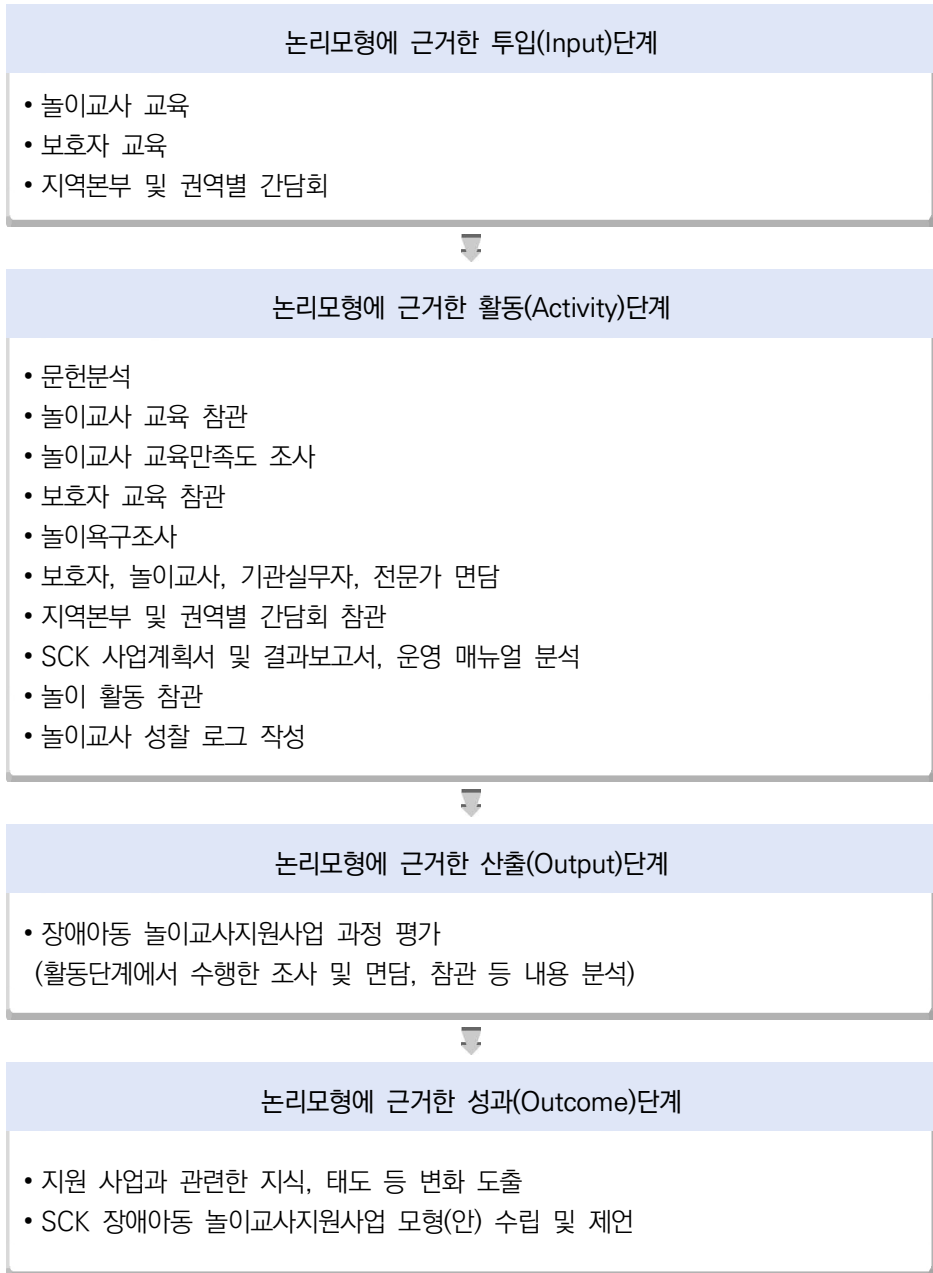 논리모형에 근거한 투입(Input)단계
• 놀이교사 교육
• 보호자 교육
• 지역본부 및 권역별 간담회
논리모형에 근거한 활동(Activity)단계
• 문헌분석
• 놀이교사 교육 참관
• 놀이교사 교육만족도 조사
• 보호자 교육 참관
• 놀이욕구조사
• 보호자, 놀이교사, 기관실무자, 전문가 면담
• 지역본부 및 권역별 간담회 참관
• SCK 사업계획서 및 결과보고서, 운영 매뉴얼 분석
• 놀이 활동 참관
• 놀이교사 성찰 로그 작성
논리모형에 근거한 산출(Output)단계
• 장애아동 놀이교사지원사업 과정 평가
(활동단계에서 수행한 조사 및 면담, 참관 등 내용 분석)
논리모형에 근거한 성과(Outcome)단계
• 지원 사업과 관련한 지식, 태도 등 변화 도출
• SCK 장애아동 놀이교사지원사업 모형(안) 수립 및 제언